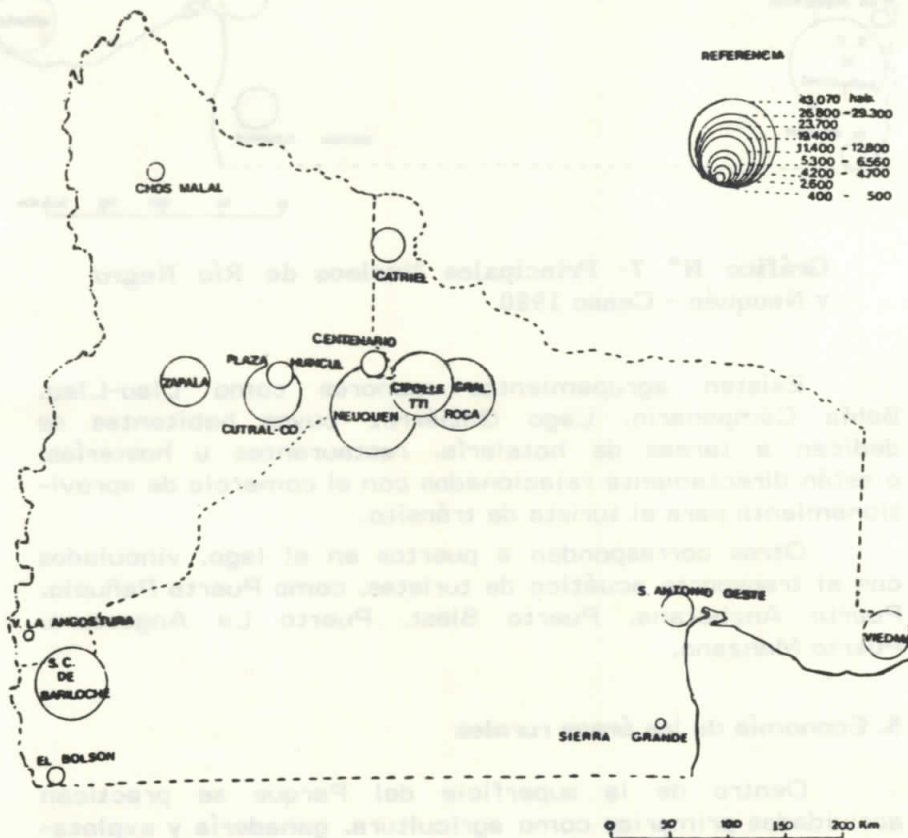 REFERENCIA
43,070 hab.
26.800 - 29.300
23.700
19.400
11.400 - 12.800
5.300 - 6.560
4.200 - 4.700
2.600
400 - 500
CHOS MALAL
CATRIEL
Gráfico Nº 7- Principales núcleos de Río Negro
y Neuquén - Censo 1980
CENTENARIO
PLAZA HUINCUL
ZAPALA
CIPOLLE
TTI
GRAL.
ROCA
NEUQUEN
CUTRAL-CO
Existen agrupamientos menores como Llao-Llao,
Bahía Campanario, Lago Gutiérrez cuyos habitantes se
dedican a tareas de hotelería, restaurantes u hosterías,
o están directamente relacionados con el comercio de aprovi-
sionamiento para el turista de tránsito.
Otros corresponden a puertos en el lago, vinculados
con el transporte acuático de turistas, como Puerto Pañuelo,
Puerto Anchorena, Puerto Blest, Puerto La Angostura,
Puerto Manzano.
S. ANTONIO OESTE
VIEDMA
LA ANGOSTURA
S. C.
DE
BARILOCHE
SIERRA GRANDE
5. Economía de las áreas rurales
EL BOLSON
Dentro de la superficie del Parque se practican
actividades primarias como agricultura, ganadería y explota-
0 50 100 150 200 Km